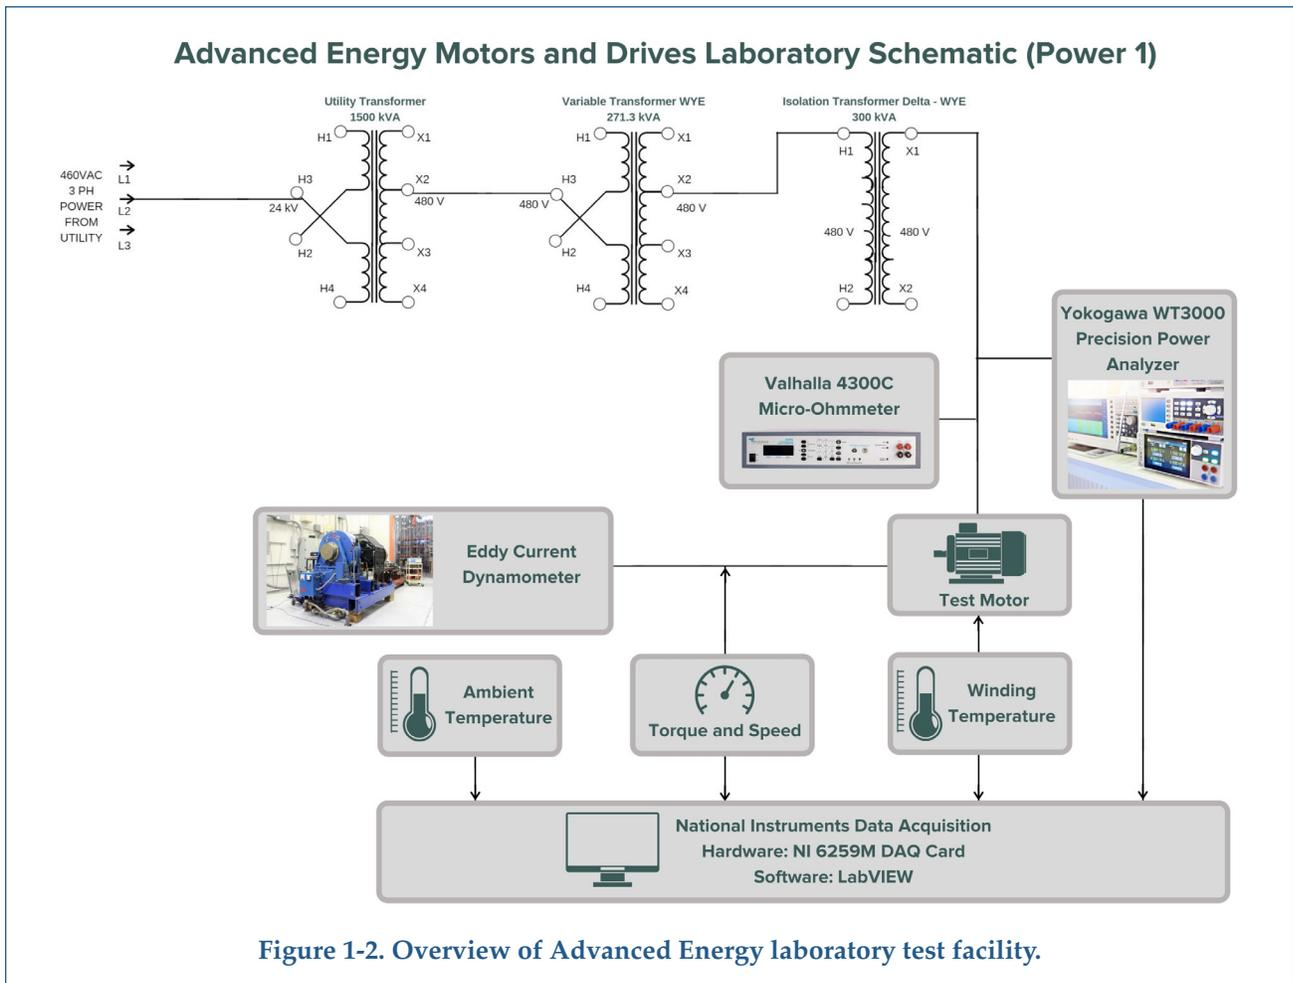 Advanced Energy Motors and Drives Laboratory Schematic (Power 1)
Utility Transformer
1500 kVA
Variable Transformer WYE
271.3 kVA
Isolation Transformer Delta - WYE
300 kVA
460VAC
3 PH
POWER
FROM
UTILITY
L1
L2
L3
H1
X1
H3
24 kV
X2
480 V
H2
X3
H4
X4
H1
X1
H3
480 V
X2
480 V
H2
X3
H4
X4
H1
X1
480 V
480 V
H2
X2
Yokogawa WT3000
Precision Power
Analyzer
Valhalla 4300C
Micro-Ohmmeter
Eddy Current
Dynamometer
Test Motor
Ambient
Temperature
Torque and Speed
Winding
Temperature
National Instruments Data Acquisition
Hardware: NI 6259M DAQ Card
Software: LabVIEW
Figure 1-2. Overview of Advanced Energy laboratory test facility.